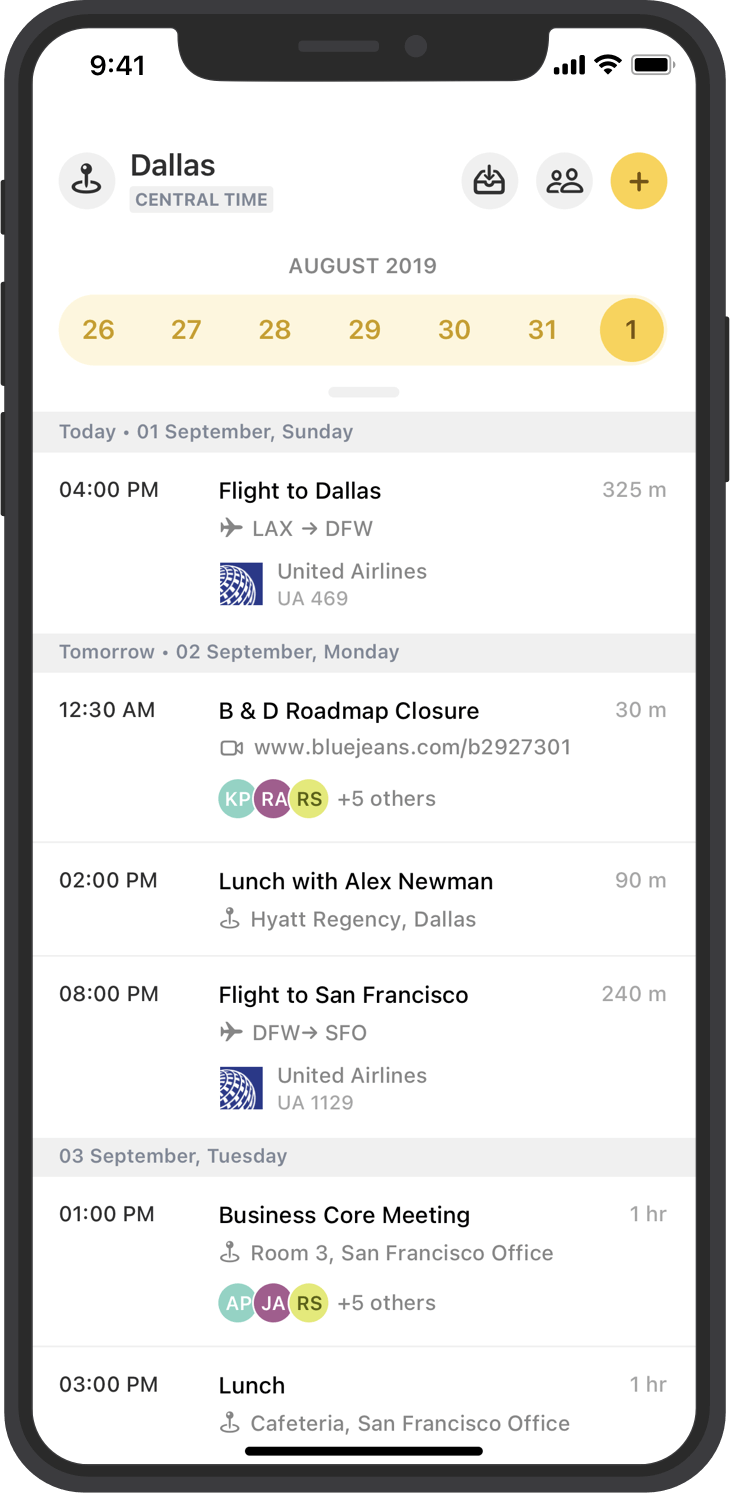 9:41
Dallas
CENTRAL TIME
AUGUST 2019
26 27 28 29 30 31 1
Today • 01 September, Sunday
04:00 PM Flight to Dallas 325 m
LAX → DFW
United Airlines
UA 469
Tomorrow • 02 September, Monday
12:30 AM B & D Roadmap Closure 30 m
www.bluejeans.com/b2927301
KP RA RS +5 others
02:00 PM Lunch with Alex Newman 90 m
Hyatt Regency, Dallas
08:00 PM Flight to San Francisco 240 m
DFW→ SFO
United Airlines
UA 1129
03 September, Tuesday
01:00 PM Business Core Meeting 1 hr
Room 3, San Francisco Office
AP JA RS +5 others
03:00 PM Lunch 1 hr
Cafeteria, San Francisco Office